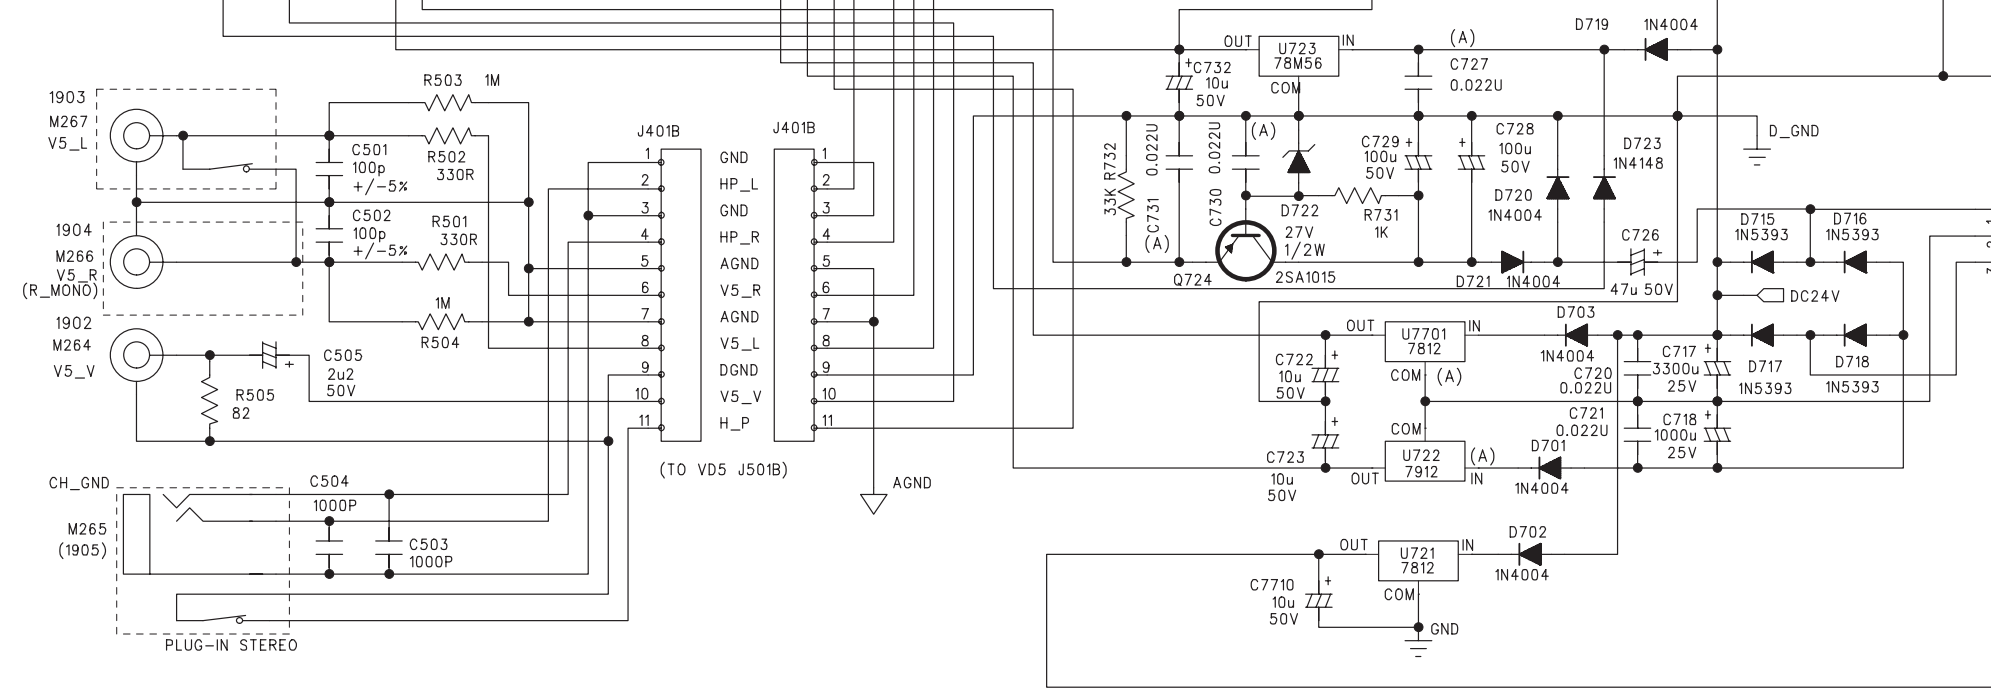 1903
M267
V5_L
R503 1M
R502
330R
C501
100p
+/-5%
C502
100p
+/-5%
1904
M266
V5_R
(R_MONO)
R501
330R
1M
R504
1902
M264
V5_V
C505
2u2
50V
+
R505
82
CH_GND
C504
1000P
M265
(1905)
C503
1000P
PLUG-IN STEREO
J401B
J401B
1 GND 1
2 HP_L 2
3 GND 3
4 HP_R 4
5 AGND 5
6 V5_R 6
7 AGND 7
8 V5_L 8
9 DGND 9
10 V5_V 10
11 H_P 11
(TO VD5 J501B)
AGND
OUT
U723
78M56
IN
COM
(A)
D719
1N4004
+
C732
10u
50V
C727
0.022U
D_GND
33K R732
C731
0.022U
(A)
C730
0.022U
(A)
D722
27V
1/2W
Q724
2SA1015
R731
1K
C729
100u
50V
+
+
C728
100u
50V
D720
1N4004
D723
1N4148
D721
1N4004
C726
+
47u 50V
D715
1N5393
D716
1N5393
1
2
DC24V
D703
1N4004
OUT
U7701
7812
IN
COM
(A)
C722
10u
50V
+
C720
0.022U
C717
3300u
25V
+
D717
1N5393
D718
1N5393
C721
0.022U
C718
1000u
25V
+
C723
10u
50V
+
COM
U722
7912
OUT
IN
(A)
D701
1N4004
D702
1N4004
OUT
U721
7812
IN
COM
C7710
10u
50V
+
GND